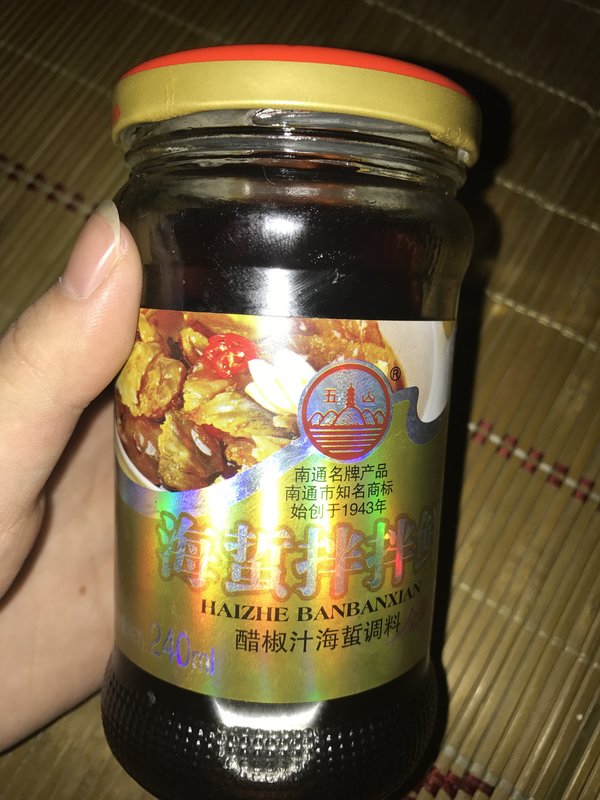 五山
®
南通名牌产品
南通市知名商标
始创于1943年
海蜇拌拌鲜
HAIZHE BANBANXIAN
醋椒汁海蜇调料
240ml